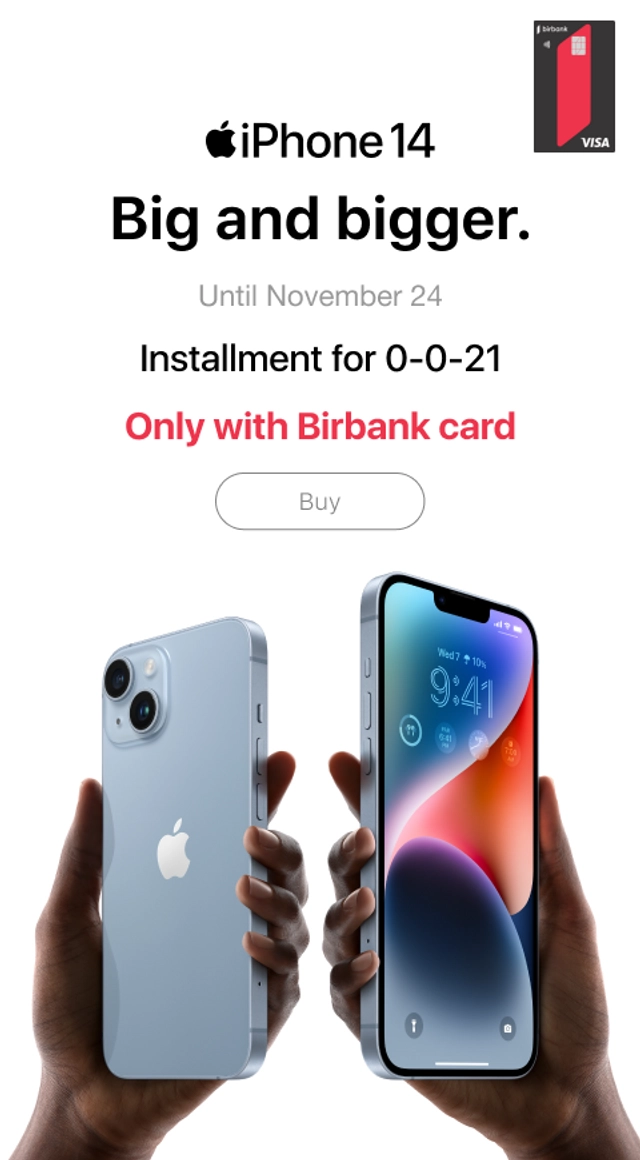 birbank
VISA
iPhone 14
Big and bigger.
Until November 24
Installment for 0-0-21
Only with Birbank card
Buy
Wed 7 10%
9:41